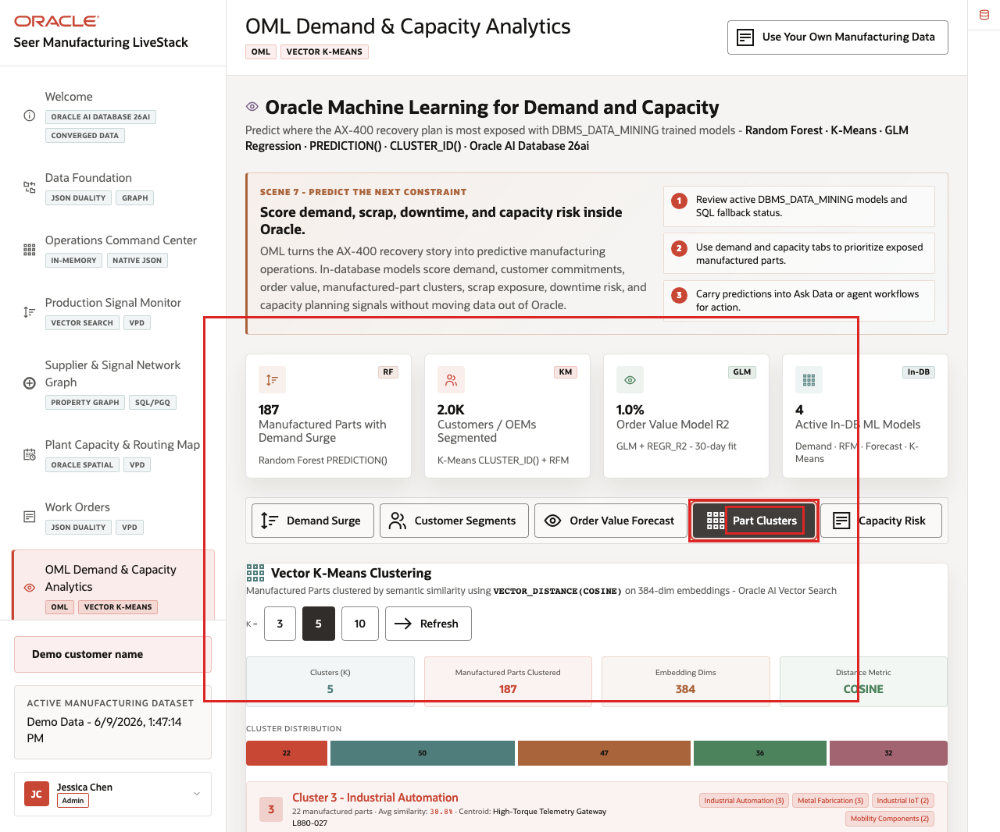 ORACLE
Seer Manufacturing LiveStack
Welcome
ORACLE AI DATABASE 26AI
CONVERGED DATA
Data Foundation
JSON DUALITY
GRAPH
Operations Command Center
IN-MEMORY
NATIVE JSON
Production Signal Monitor
VECTOR SEARCH
VPD
Supplier & Signal Network
Graph
PROPERTY GRAPH
SQL/PGQ
Plant Capacity & Routing Map
ORACLE SPATIAL
VPD
Work Orders
JSON DUALITY
VPD
OML Demand & Capacity
Analytics
OML
VECTOR K-MEANS
Demo customer name
ACTIVE MANUFACTURING DATASET
Demo Data - 6/9/2026, 1:47:14
PM
JC
Jessica Chen
Admin
OML Demand & Capacity Analytics
OML
VECTOR K-MEANS
Use Your Own Manufacturing Data
Oracle Machine Learning for Demand and Capacity
Predict where the AX-400 recovery plan is most exposed with DBMS_DATA_MINING trained models - Random Forest · K-Means · GLM
Regression · PREDICTION() · CLUSTER_ID() · Oracle AI Database 26ai
SCENE 7 - PREDICT THE NEXT CONSTRAINT
Score demand, scrap, downtime, and capacity risk inside
Oracle.
OML turns the AX-400 recovery story into predictive manufacturing
operations. In-database models score demand, customer commitments,
order value, manufactured-part clusters, scrap exposure, downtime risk, and
capacity planning signals without moving data out of Oracle.
1
Review active DBMS_DATA_MINING models and
SQL fallback status.
2
Use demand and capacity tabs to prioritize exposed
manufactured parts.
3
Carry predictions into Ask Data or agent workflows
for action.
RF
187
Manufactured Parts with
Demand Surge
Random Forest PREDICTION()
KM
2.0K
Customers / OEMs
Segmented
K-Means CLUSTER_ID() + RFM
GLM
1.0%
Order Value Model R2
GLM + REGR_R2 - 30-day fit
In-DB
4
Active In-DB ML Models
Demand · RFM · Forecast · K-
Means
Demand Surge
Customer Segments
Order Value Forecast
Part Clusters
Capacity Risk
Vector K-Means Clustering
Manufactured Parts clustered by semantic similarity using VECTOR_DISTANCE(COSINE) on 384-dim embeddings - Oracle AI Vector Search
K =
3
5
10
Refresh
Clusters (K)
5
Manufactured Parts Clustered
187
Embedding Dims
384
Distance Metric
COSINE
CLUSTER DISTRIBUTION
22
50
47
36
32
3
Cluster 3 - Industrial Automation
22 manufactured parts · Avg similarity: 38.8% · Centroid: High-Torque Telemetry Gateway
L880-027
Industrial Automation (3)
Metal Fabrication (3)
Industrial IoT (2)
Mobility Components (2)